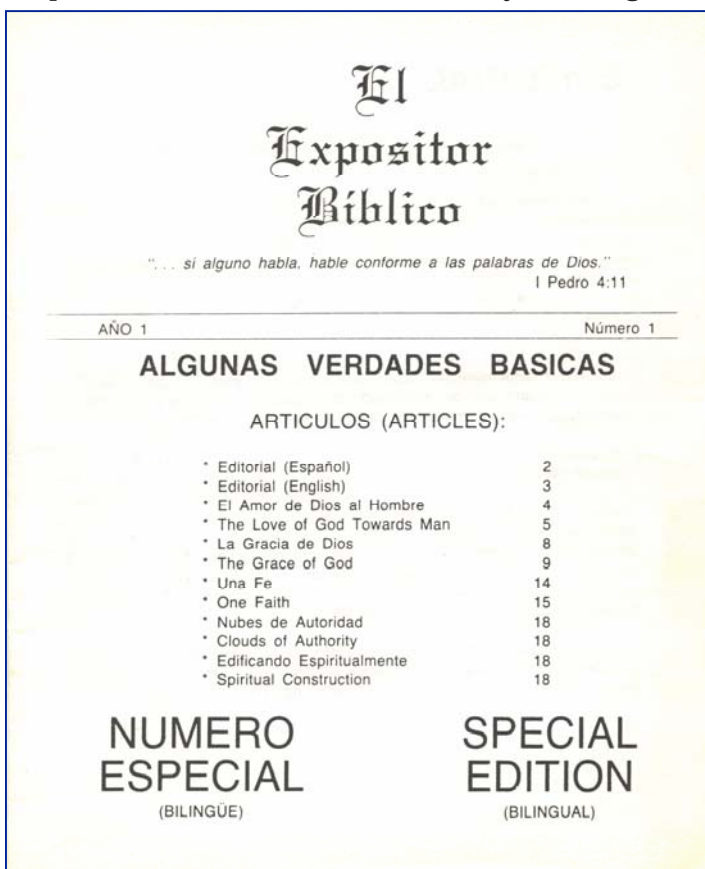 El
Expositor
Bíblico
". . . si alguno habla, hable conforme a las palabras de Dios."
I Pedro 4:11
AÑO 1 Número 1
ALGUNAS VERDADES BASICAS
ARTICULOS (ARTICLES):
* Editorial (Español) 2
* Editorial (English) 3
* El Amor de Dios al Hombre 4
* The Love of God Towards Man 5
* La Gracia de Dios 8
* The Grace of God 9
* Una Fe 14
* One Faith 15
* Nubes de Autoridad 18
* Clouds of Authority 18
* Edificando Espiritualmente 18
* Spiritual Construction 18
NUMERO SPECIAL
ESPECIAL EDITION
(BILINGÜE) (BILINGUAL)